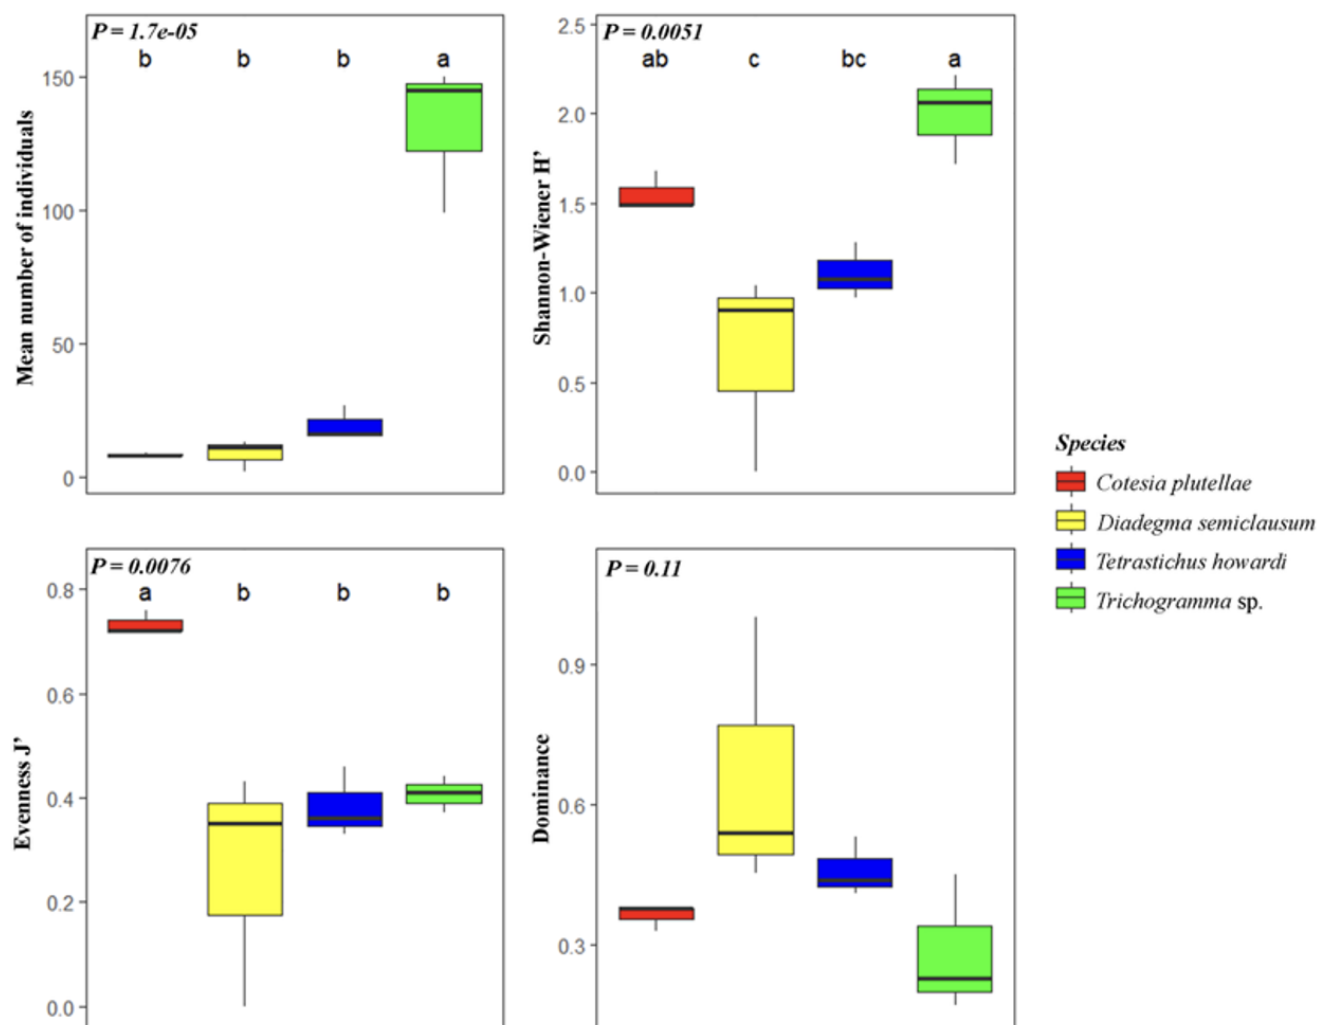 P = 1.7e-05
b b b a
150
100
50
0
Mean number of individuals
P = 0.0051
ab c bc a
2.5
2.0
1.5
1.0
0.5
0.0
Shannon-Wiener H’
P = 0.0076
a b b b
0.8
0.6
0.4
0.2
0.0
Evenness J’
P = 0.11
0.9
0.6
0.3
Dominance
Species
Cotesia plutellae
Diadegma semiclausum
Tetrastichus howardi
Trichogramma sp.